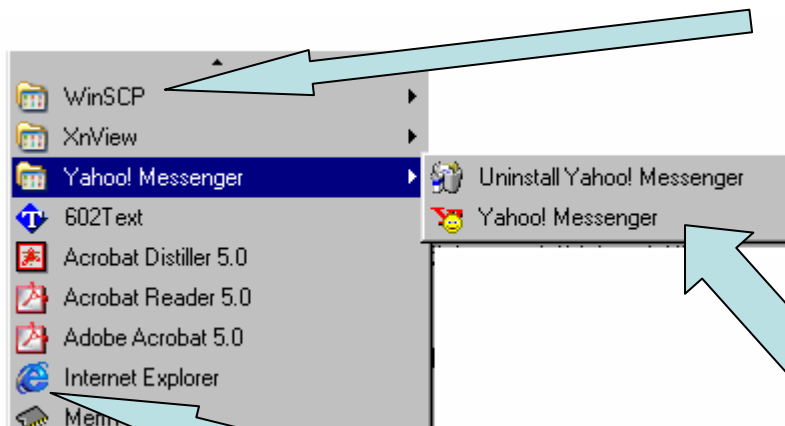 WinSCP
XnView
Yahoo! Messenger
Uninstall Yahoo! Messenger
602Text
Yahoo! Messenger
Acrobat Distiller 5.0
Acrobat Reader 5.0
Adobe Acrobat 5.0
Internet Explorer